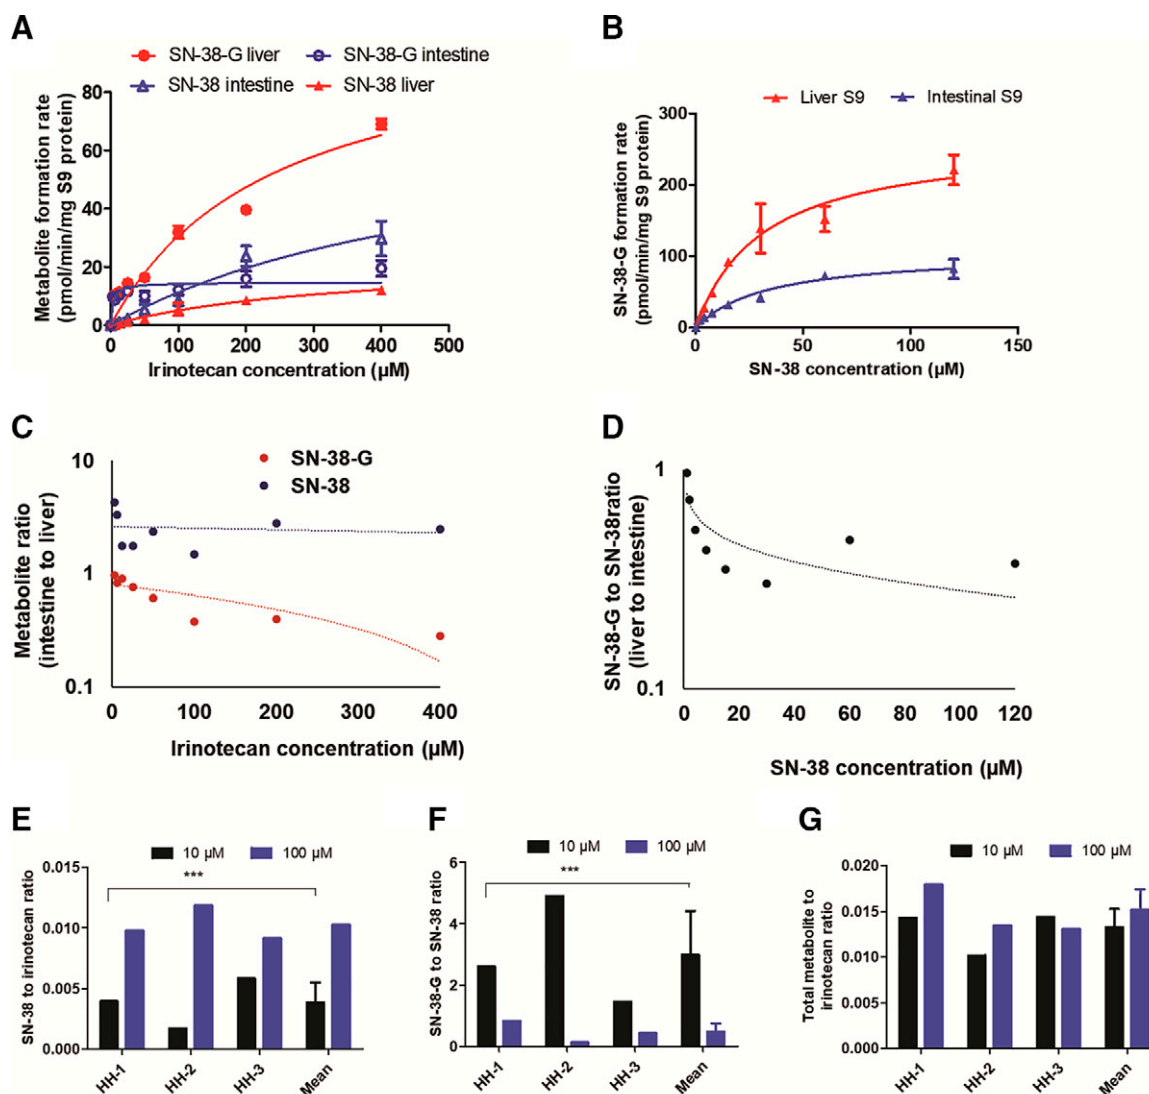 A
SN-38-G liver
SN-38-G intestine
SN-38 intestine
SN-38 liver
Metabolite formation rate
(pmol/min/mg S9 protein)
80
60
40
20
0
0 100 200 300 400 500
Irinotecan concentration (µM)
B
Liver S9
Intestinal S9
SN-38-G formation rate
(pmol/min/mg S9 protein)
300
200
100
0
0 50 100 150
SN-38 concentration (µM)
C
SN-38-G
SN-38
Metabolite ratio
(intestine to liver)
10
1
0.1
0 100 200 300 400
Irinotecan concentration (µM)
D
SN-38-G to SN-38ratio
(liver to intestine)
1
0.1
0 20 40 60 80 100 120
SN-38 concentration (µM)
E
10 µM
100 µM
SN-38 to irinotecan ratio
0.015
0.010
0.005
0.000
***
HH-1 HH-2 HH-3 Mean
F
10 µM
100 µM
SN-38-G to SN-38 ratio
6
4
2
0
***
HH-1 HH-2 HH-3 Mean
G
10 µM
100 µM
Total metabolite to
irinotecan ratio
0.020
0.015
0.010
0.005
0.000
HH-1 HH-2 HH-3 Mean